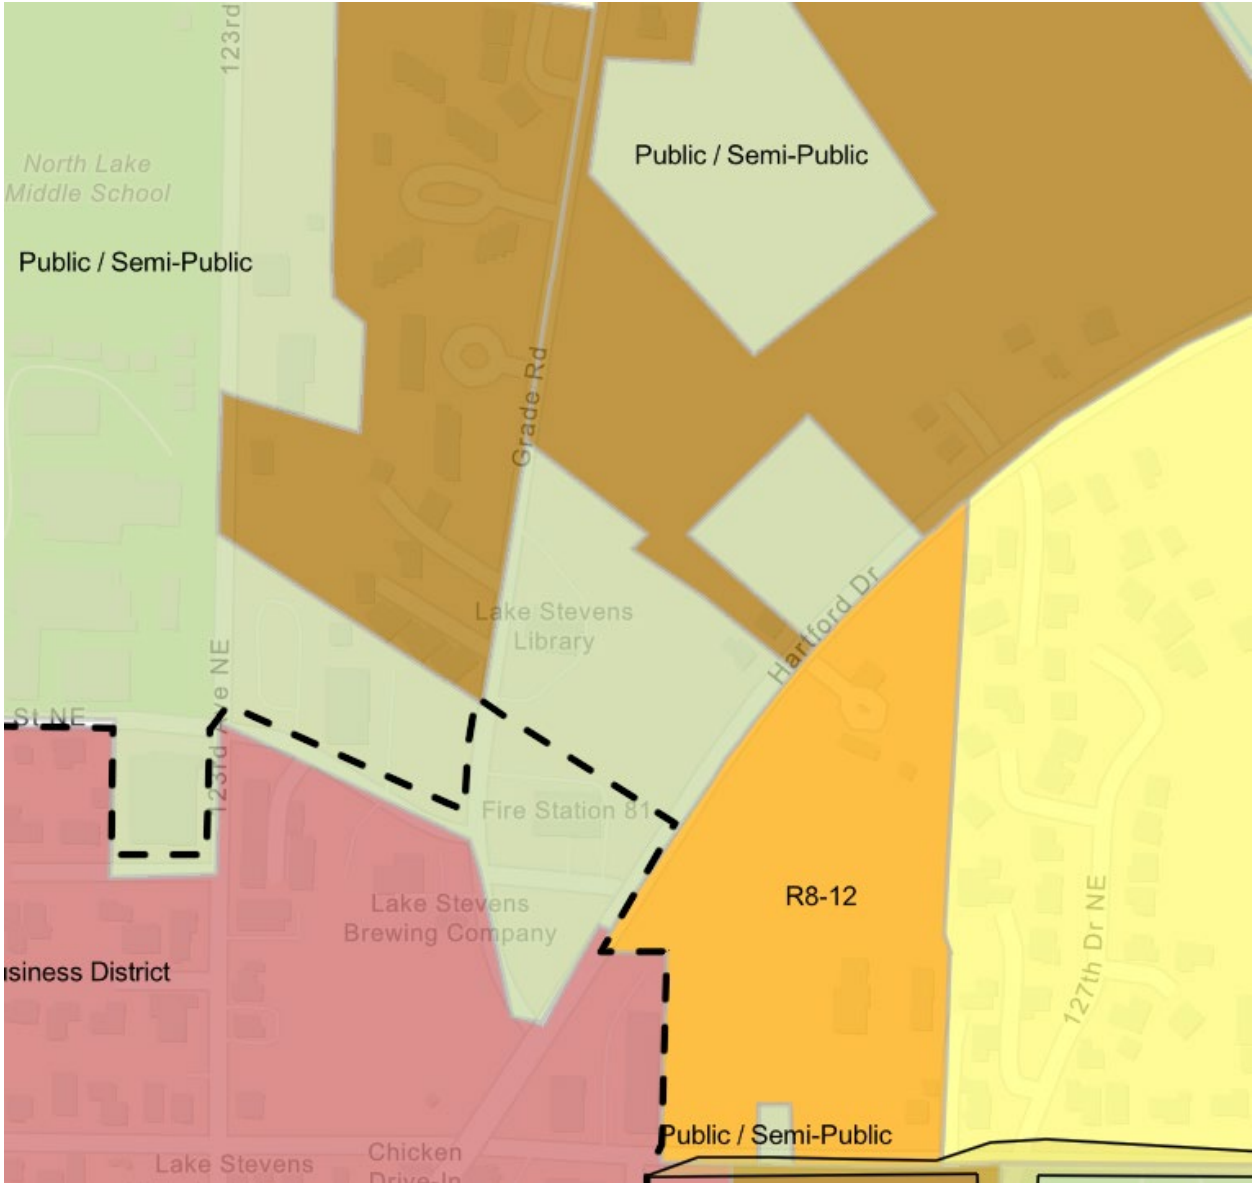 123rd
North Lake
Middle School
Public / Semi-Public
Public / Semi-Public
Grade Rd
Lake Stevens
Library
Hartford Dr
St NE
123rd Ave NE
Fire Station 81
R8-12
Lake Stevens
Brewing Company
127th Dr NE
usiness District
Public / Semi-Public
Chicken
Drive-In
Lake Stevens